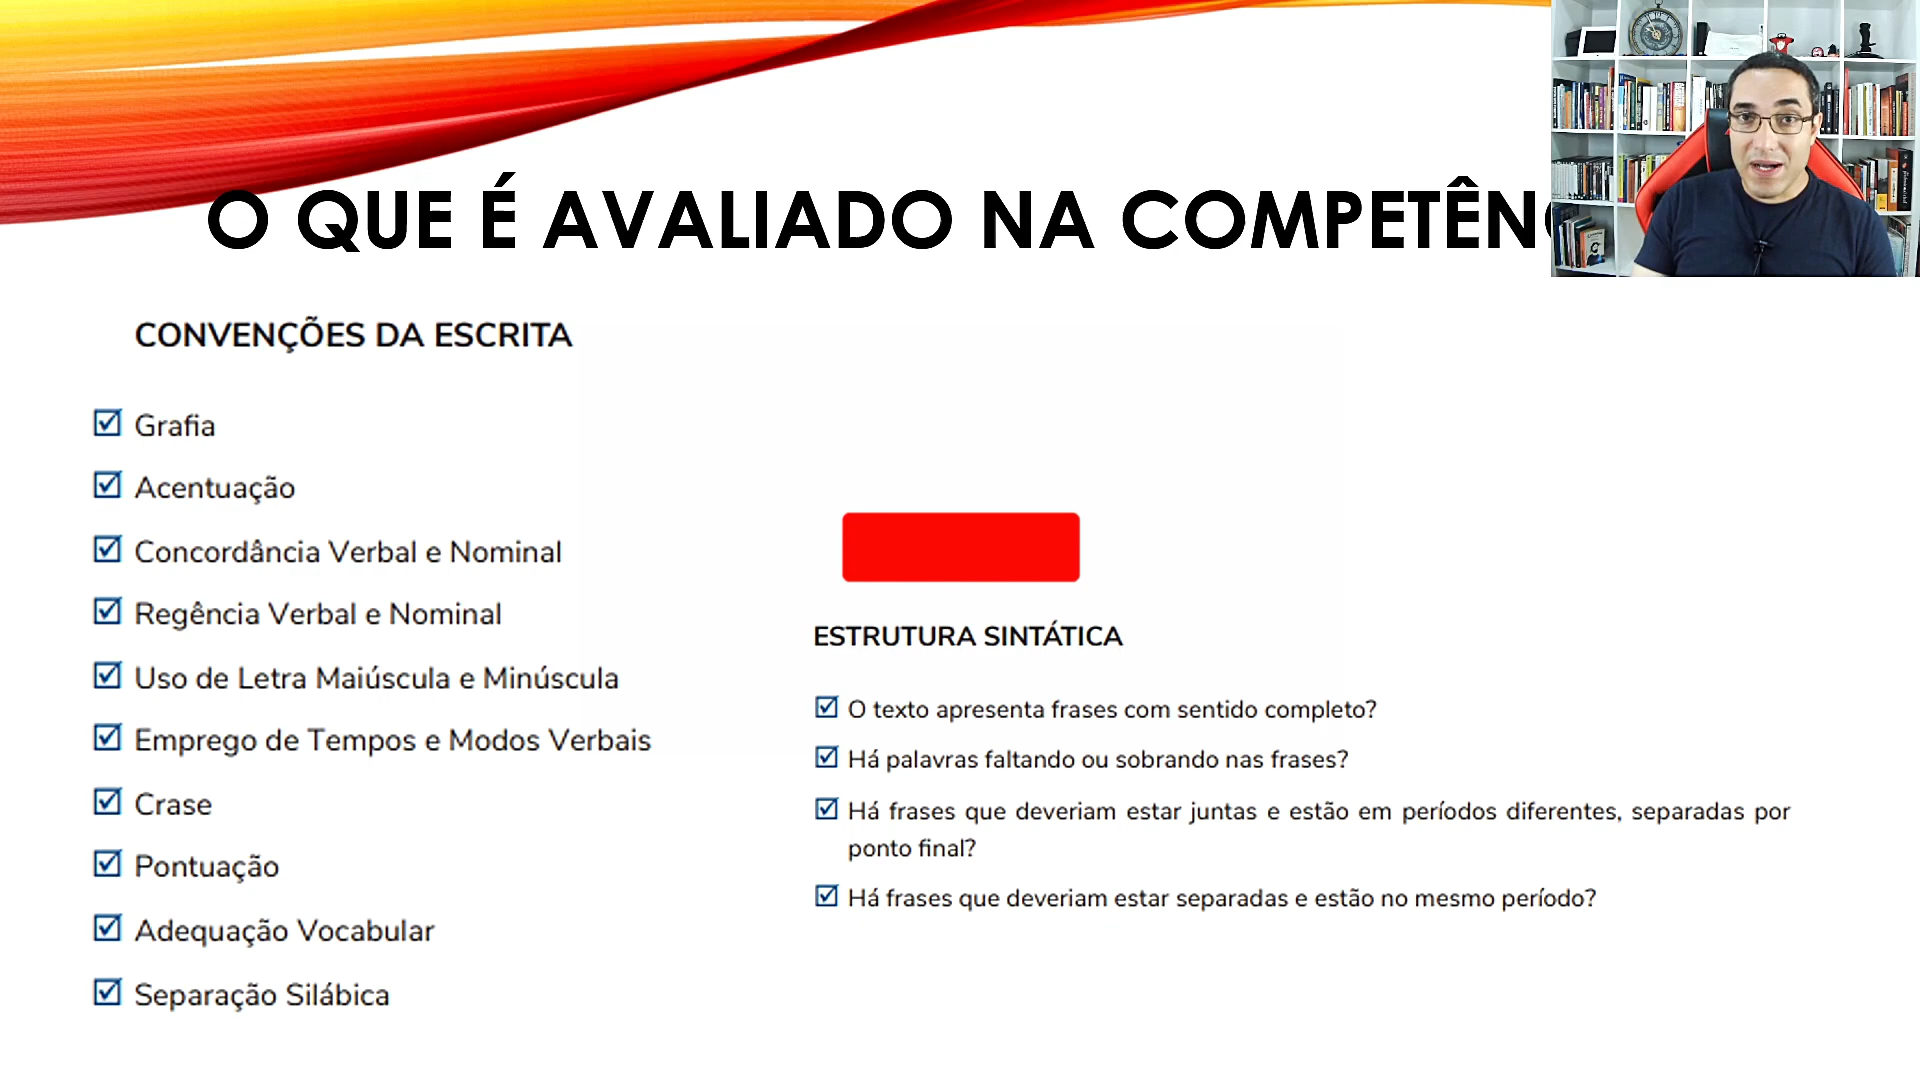 O QUE É AVALIADO NA
CONVENÇÕES DA ESCRITA
Grafia
Acentuação
Concordância Verbal e Nominal
Regência Verbal e Nominal
Uso de Letra Maiúscula e Minúscula
Emprego de Tempos e Modos Verbais
Crase
Pontuação
Adequação Vocabular
Separação Silábica
ESTRUTURA SINTÁTICA
O texto apresenta frases com sentido completo?
Há palavras faltando ou sobrando nas frases?
Há frases que deveriam estar juntas e estão em períodos diferentes, separadas por
ponto final?
Há frases que deveriam estar separadas e estão no mesmo período?